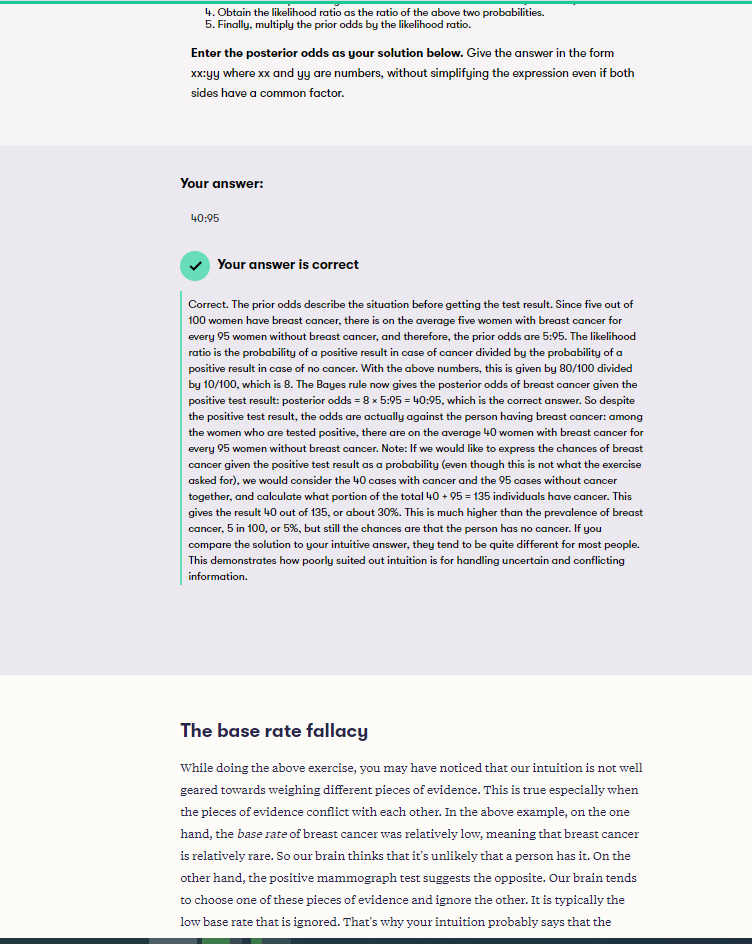 4. Obtain the likelihood ratio as the ratio of the above two probabilities.
5. Finally, multiply the prior odds by the likelihood ratio.
Enter the posterior odds as your solution below. Give the answer in the form
xx:yy where xx and yy are numbers, without simplifying the expression even if both
sides have a common factor.
Your answer:
40:95
Your answer is correct
Correct. The prior odds describe the situation before getting the test result. Since five out of
100 women have breast cancer, there is on the average five women with breast cancer for
every 95 women without breast cancer, and therefore, the prior odds are 5:95. The likelihood
ratio is the probability of a positive result in case of cancer divided by the probability of a
positive result in case of no cancer. With the above numbers, this is given by 80/100 divided
by 10/100, which is 8. The Bayes rule now gives the posterior odds of breast cancer given the
positive test result: posterior odds = 8 × 5:95 = 40:95, which is the correct answer. So despite
the positive test result, the odds are actually against the person having breast cancer: among
the women who are tested positive, there are on the average 40 women with breast cancer for
every 95 women without breast cancer. Note: If we would like to express the chances of breast
cancer given the positive test result as a probability (even though this is not what the exercise
asked for), we would consider the 40 cases with cancer and the 95 cases without cancer
together, and calculate what portion of the total 40 + 95 = 135 individuals have cancer. This
gives the result 40 out of 135, or about 30%. This is much higher than the prevalence of breast
cancer, 5 in 100, or 5%, but still the chances are that the person has no cancer. If you
compare the solution to your intuitive answer, they tend to be quite different for most people.
This demonstrates how poorly suited out intuition is for handling uncertain and conflicting
information.
The base rate fallacy
While doing the above exercise, you may have noticed that our intuition is not well
geared towards weighing different pieces of evidence. This is true especially when
the pieces of evidence conflict with each other. In the above example, on the one
hand, the base rate of breast cancer was relatively low, meaning that breast cancer
is relatively rare. So our brain thinks that it's unlikely that a person has it. On the
other hand, the positive mammograph test suggests the opposite. Our brain tends
to choose one of these pieces of evidence and ignore the other. It is typically the
low base rate that is ignored. That's why your intuition probably says that the